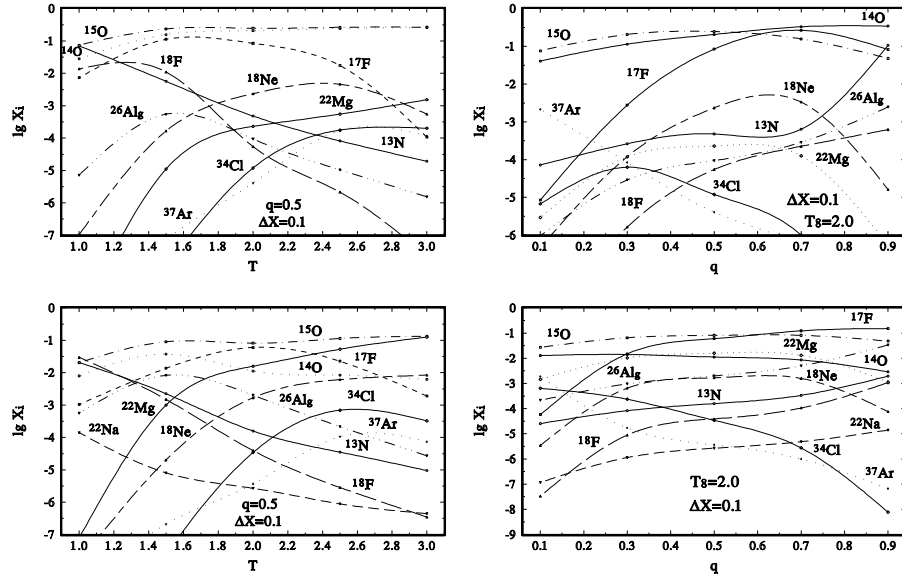 0
-1
-2
-3
-4
-5
-6
-7
lg Xi
15O
14O
18F
17F
18Ne
26Alg
22Mg
13N
34Cl
37Ar
q=0.5
ΔX=0.1
1.0 1.2 1.4 1.6 1.8 2.0 2.2 2.4 2.6 2.8 3.0
T
0
-1
-2
-3
-4
-5
-6
lg Xi
14O
15O
17F
37Ar
18Ne
26Alg
13N
22Mg
34Cl
18F
ΔX=0.1
T8=2.0
0.1 0.2 0.3 0.4 0.5 0.6 0.7 0.8 0.9
q
0
-1
-2
-3
-4
-5
-6
-7
lg Xi
15O
17F
14O
22Mg
26Alg
34Cl
22Na
18Ne
37Ar
13N
18F
q=0.5
ΔX=0.1
1.0 1.2 1.4 1.6 1.8 2.0 2.2 2.4 2.6 2.8 3.0
T
0
-1
-2
-3
-4
-5
-6
-7
-8
-9
lg Xi
17F
15O
22Mg
14O
26Alg
18Ne
13N
22Na
18F
34Cl
37Ar
T8=2.0
ΔX=0.1
0.1 0.2 0.3 0.4 0.5 0.6 0.7 0.8 0.9
q